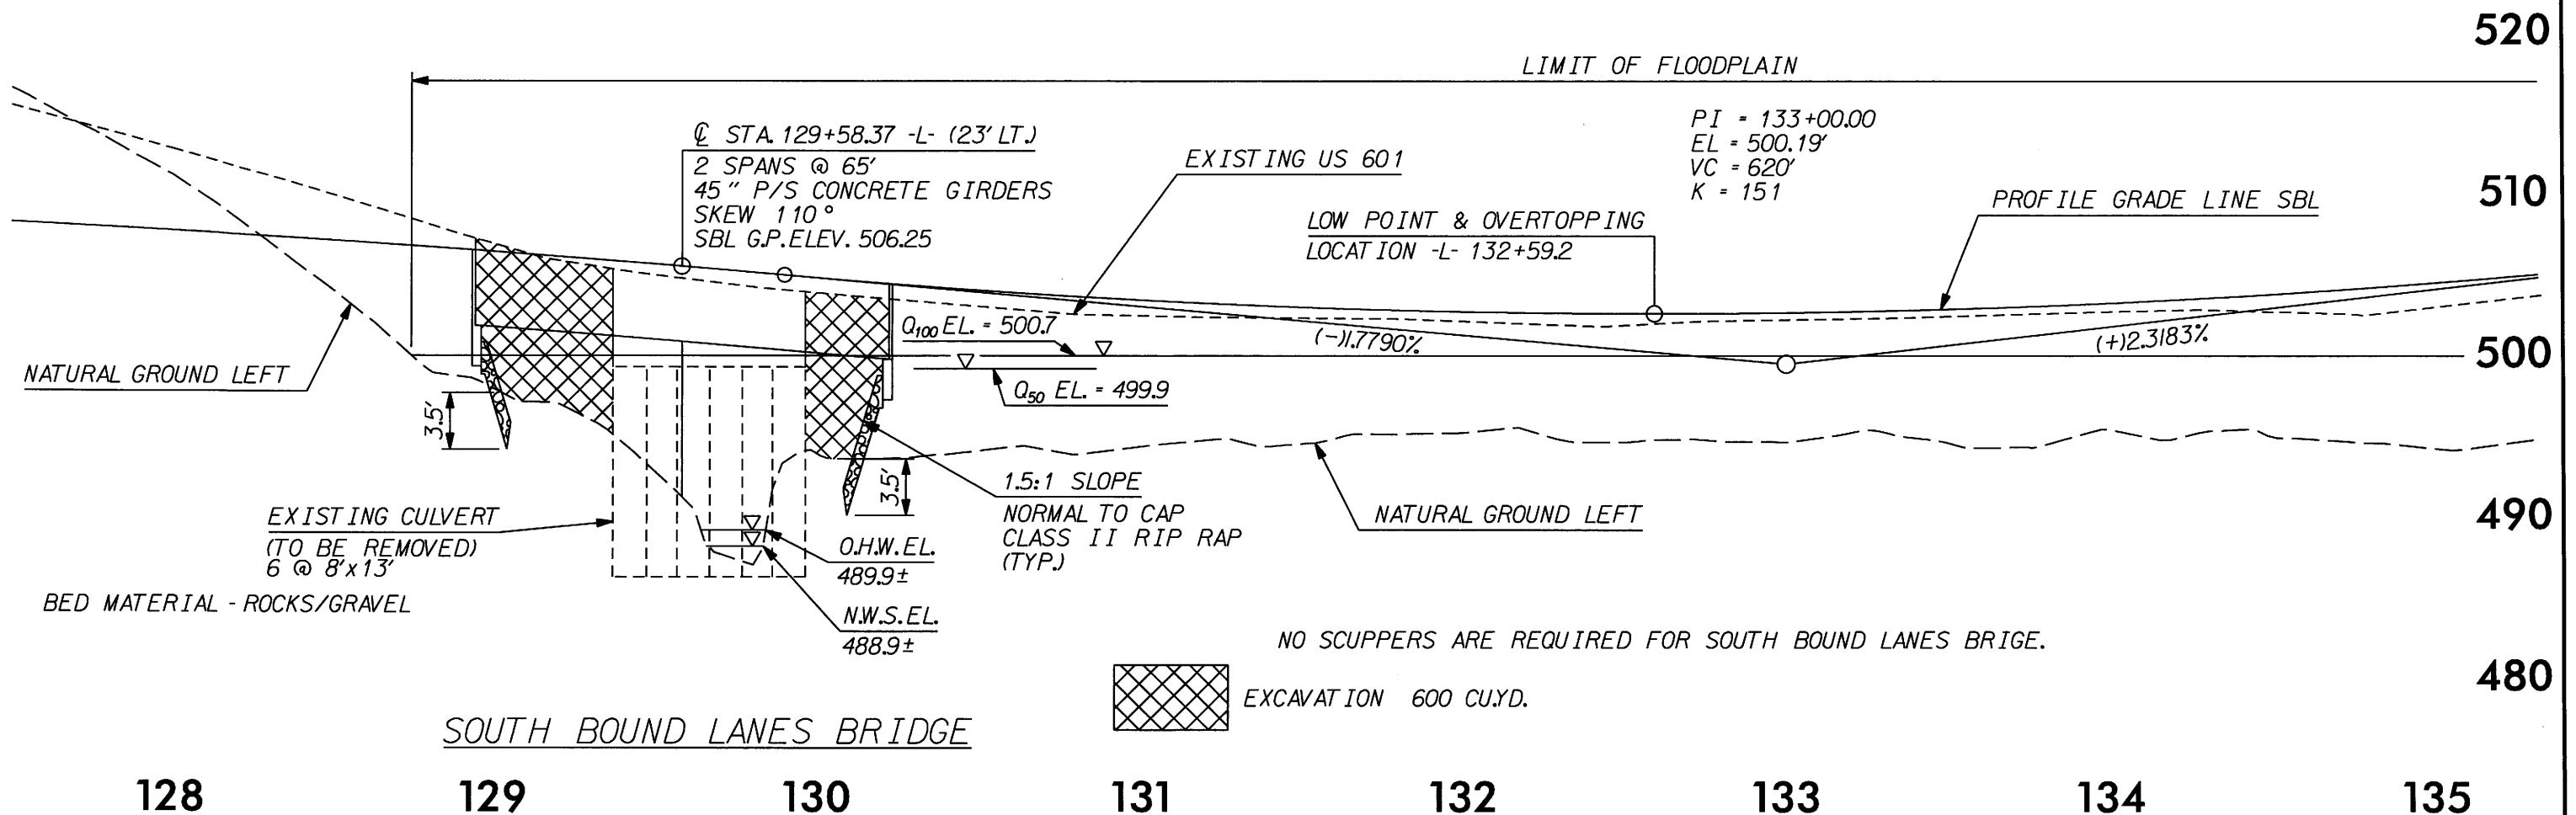 520
LIMIT OF FLOODPLAIN
℄ STA. 129+58.37 -L- (23' LT.)
2 SPANS @ 65'
45" P/S CONCRETE GIRDERS
SKEW 110°
SBL G.P.ELEV. 506.25
PI = 133+00.00
EL = 500.19'
VC = 620'
K = 151
EXISTING US 601
510
PROFILE GRADE LINE SBL
LOW POINT & OVERTOPPING
LOCATION -L- 132+59.2
Q100 EL. = 500.7
(-)1.7790%
(+)2.3183%
500
NATURAL GROUND LEFT
Q50 EL. = 499.9
3.5'
3.5'
1.5:1 SLOPE
NORMAL TO CAP
CLASS II RIP RAP
(TYP.)
NATURAL GROUND LEFT
490
EXISTING CULVERT
(TO BE REMOVED)
6 @ 8'x13'
O.H.W.EL.
489.9±
BED MATERIAL - ROCKS/GRAVEL
N.W.S.EL.
488.9±
NO SCUPPERS ARE REQUIRED FOR SOUTH BOUND LANES BRIGE.
480
EXCAVATION 600 CU.YD.
SOUTH BOUND LANES BRIDGE
128 129 130 131 132 133 134 135